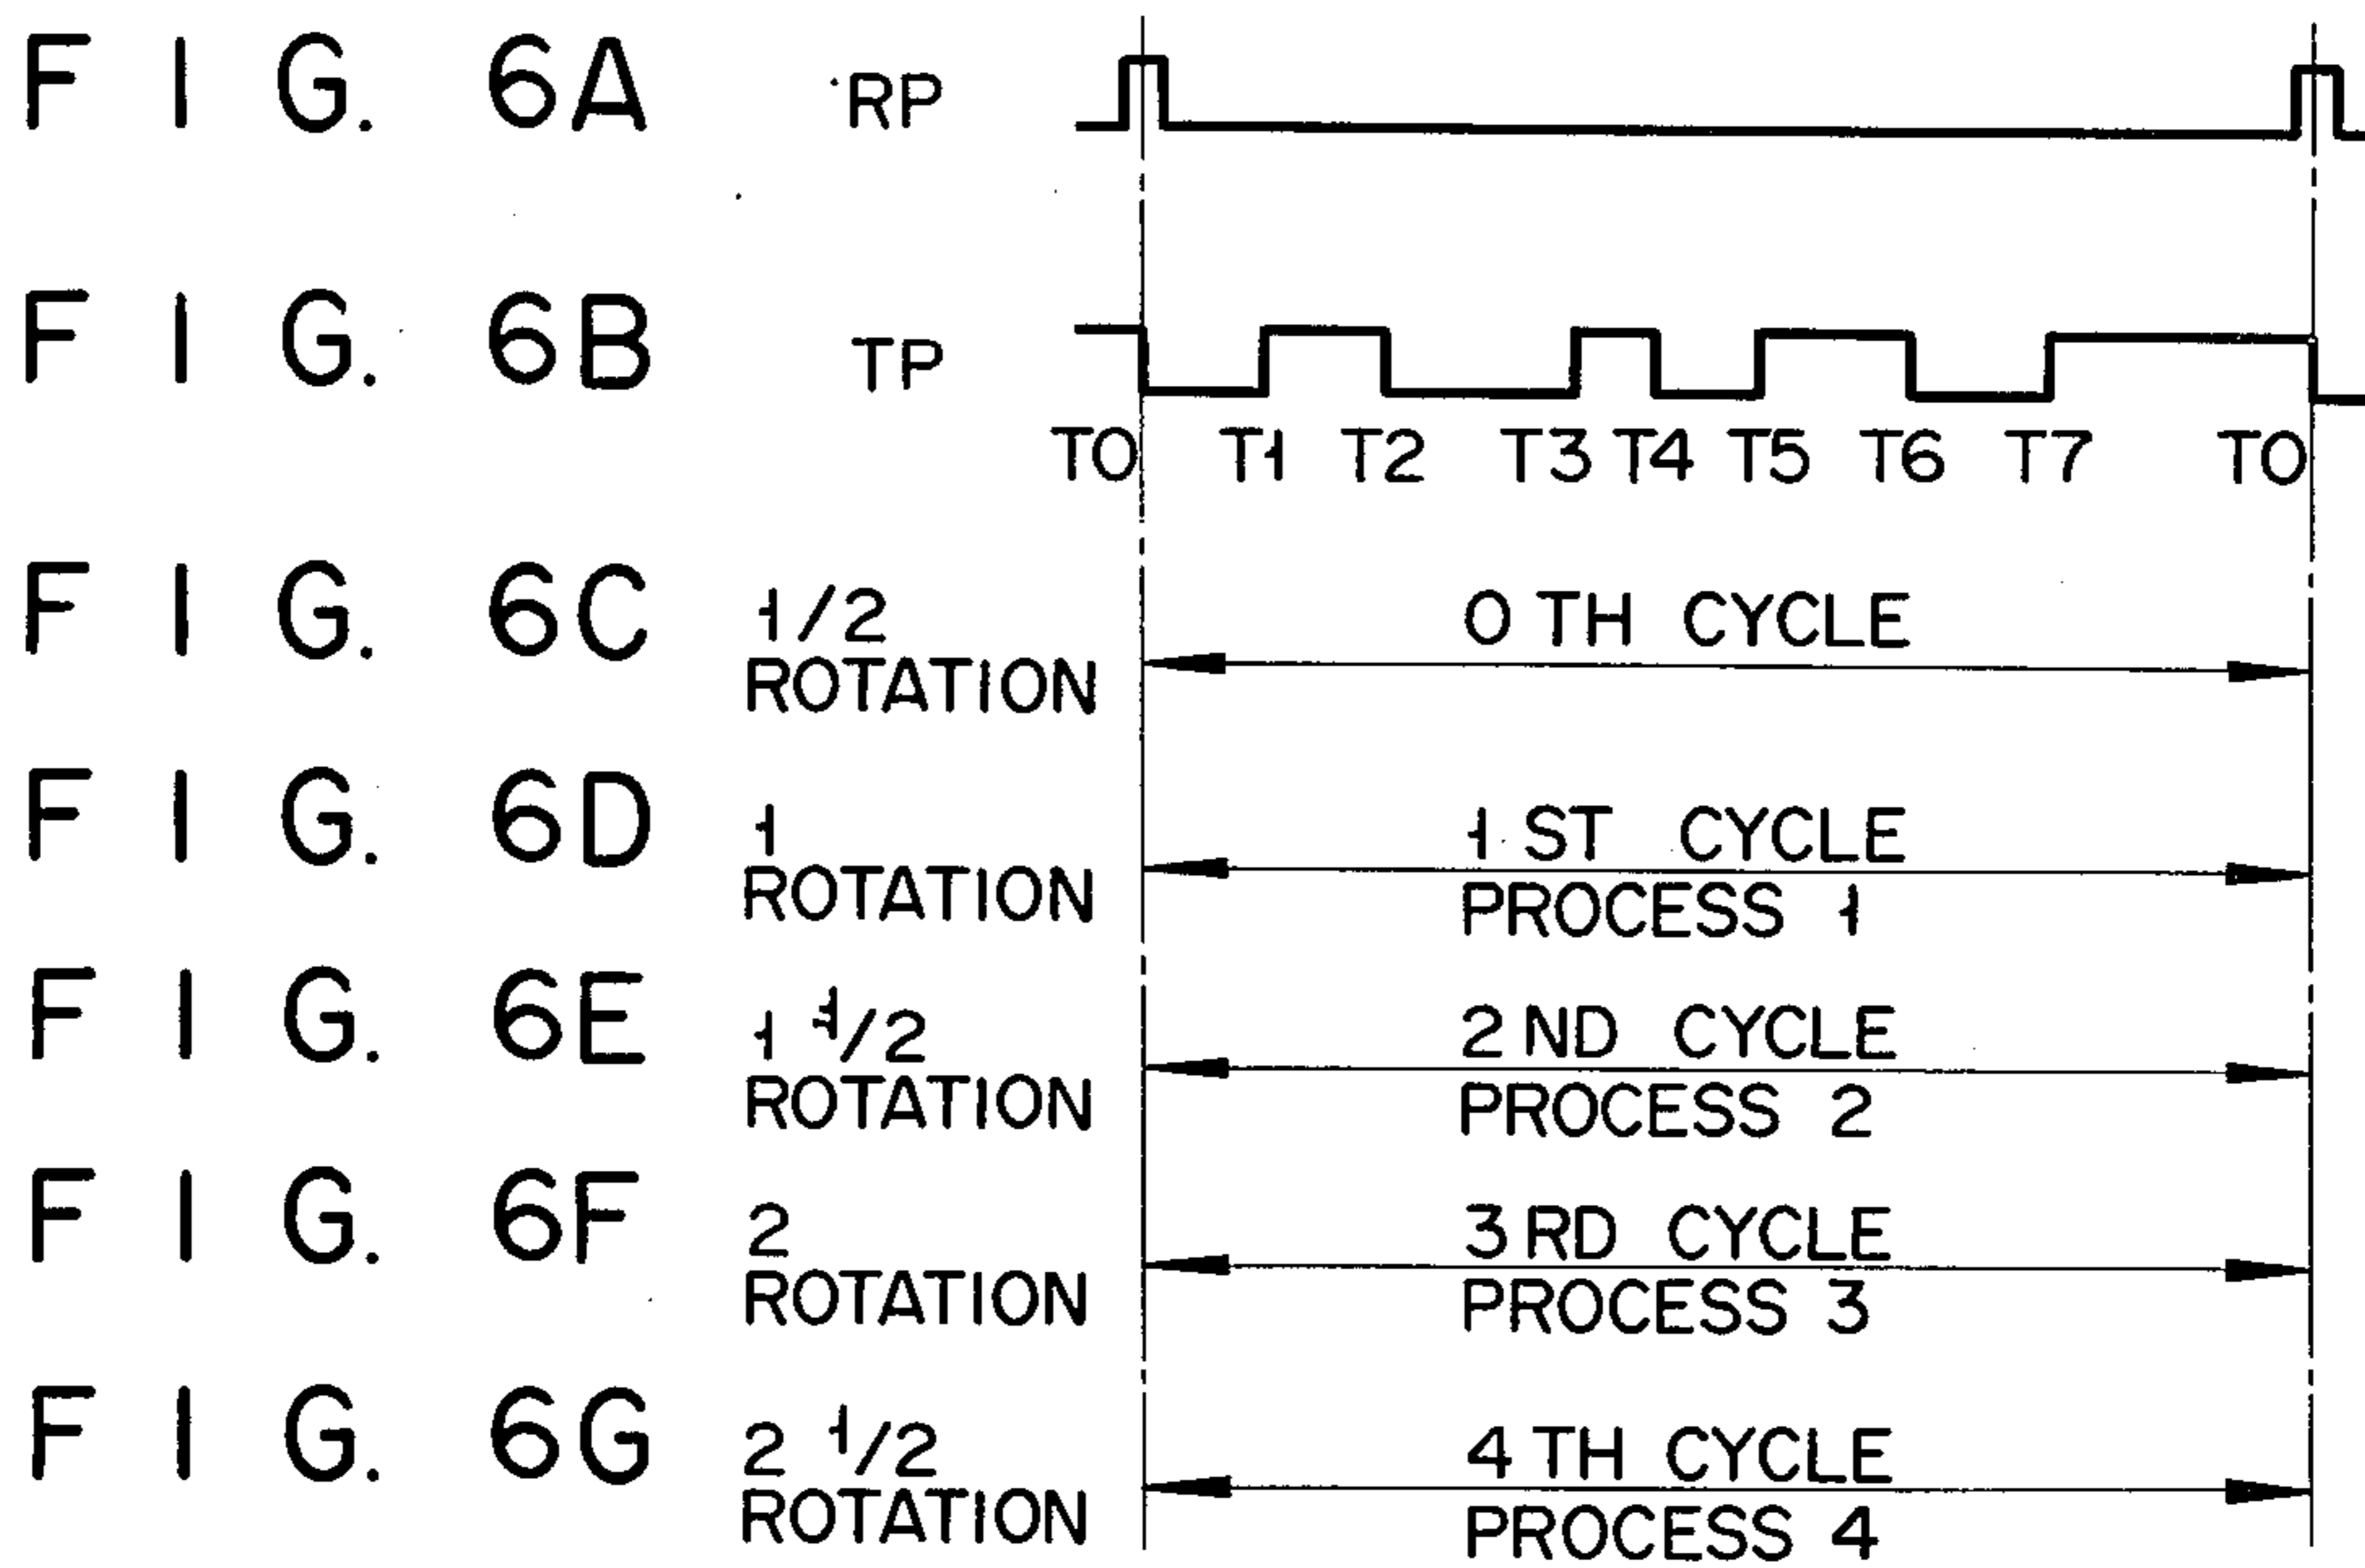 FIG. 6A RP
FIG. 6B TP
T0 T1 T2 T3 T4 T5 T6 T7 T0
FIG. 6C 1/2 ROTATION 0 TH CYCLE
FIG. 6D 1 ROTATION 1 ST CYCLE
PROCESS 1
FIG. 6E 1 1/2 ROTATION 2 ND CYCLE
PROCESS 2
FIG. 6F 2 ROTATION 3 RD CYCLE
PROCESS 3
FIG. 6G 2 1/2 ROTATION 4 TH CYCLE
PROCESS 4